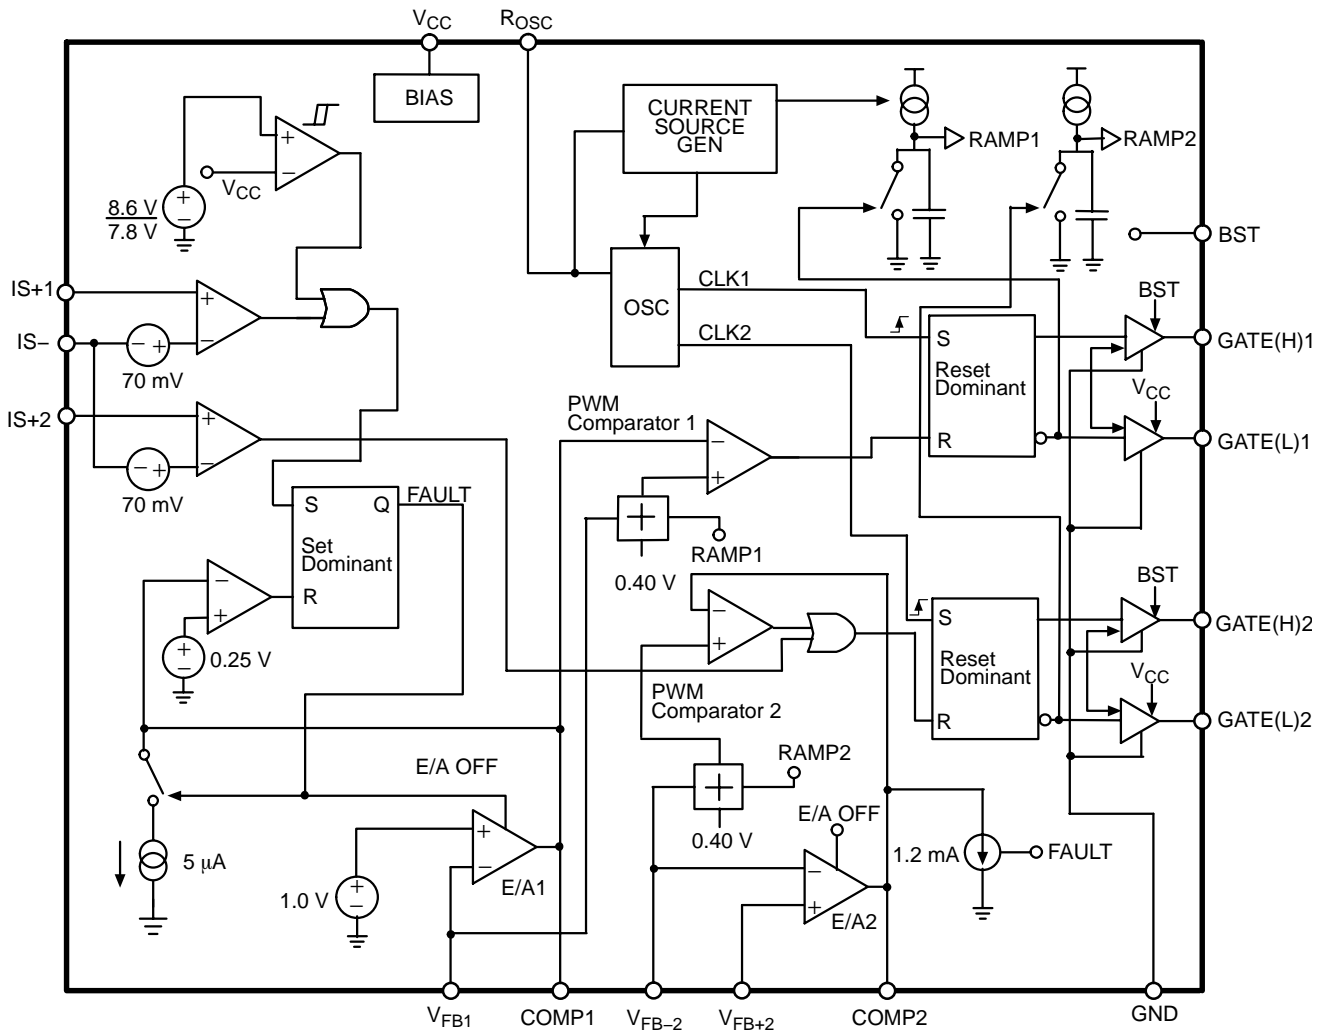 VCC
ROSC
BIAS
CURRENT
SOURCE
GEN
RAMP1
RAMP2
+
−
VCC
8.6 V
7.8 V
+
−
BST
IS+1
IS−
IS+2
+
−
− +
70 mV
+
−
− +
70 mV
OSC
CLK1
CLK2
S
Reset
Dominant
R
BST
GATE(H)1
VCC
GATE(L)1
PWM
Comparator 1
−
+
+
RAMP1
0.40 V
S Q
FAULT
Set
Dominant
R
−
+
+
−
0.25 V
−
+
PWM
Comparator 2
S
Reset
Dominant
R
BST
GATE(H)2
VCC
GATE(L)2
+
RAMP2
0.40 V
E/A OFF
E/A OFF
5 μA
+
−
1.0 V
+
−
E/A1
−
+
E/A2
1.2 mA
FAULT
VFB1
COMP1
VFB−2
VFB+2
COMP2
GND